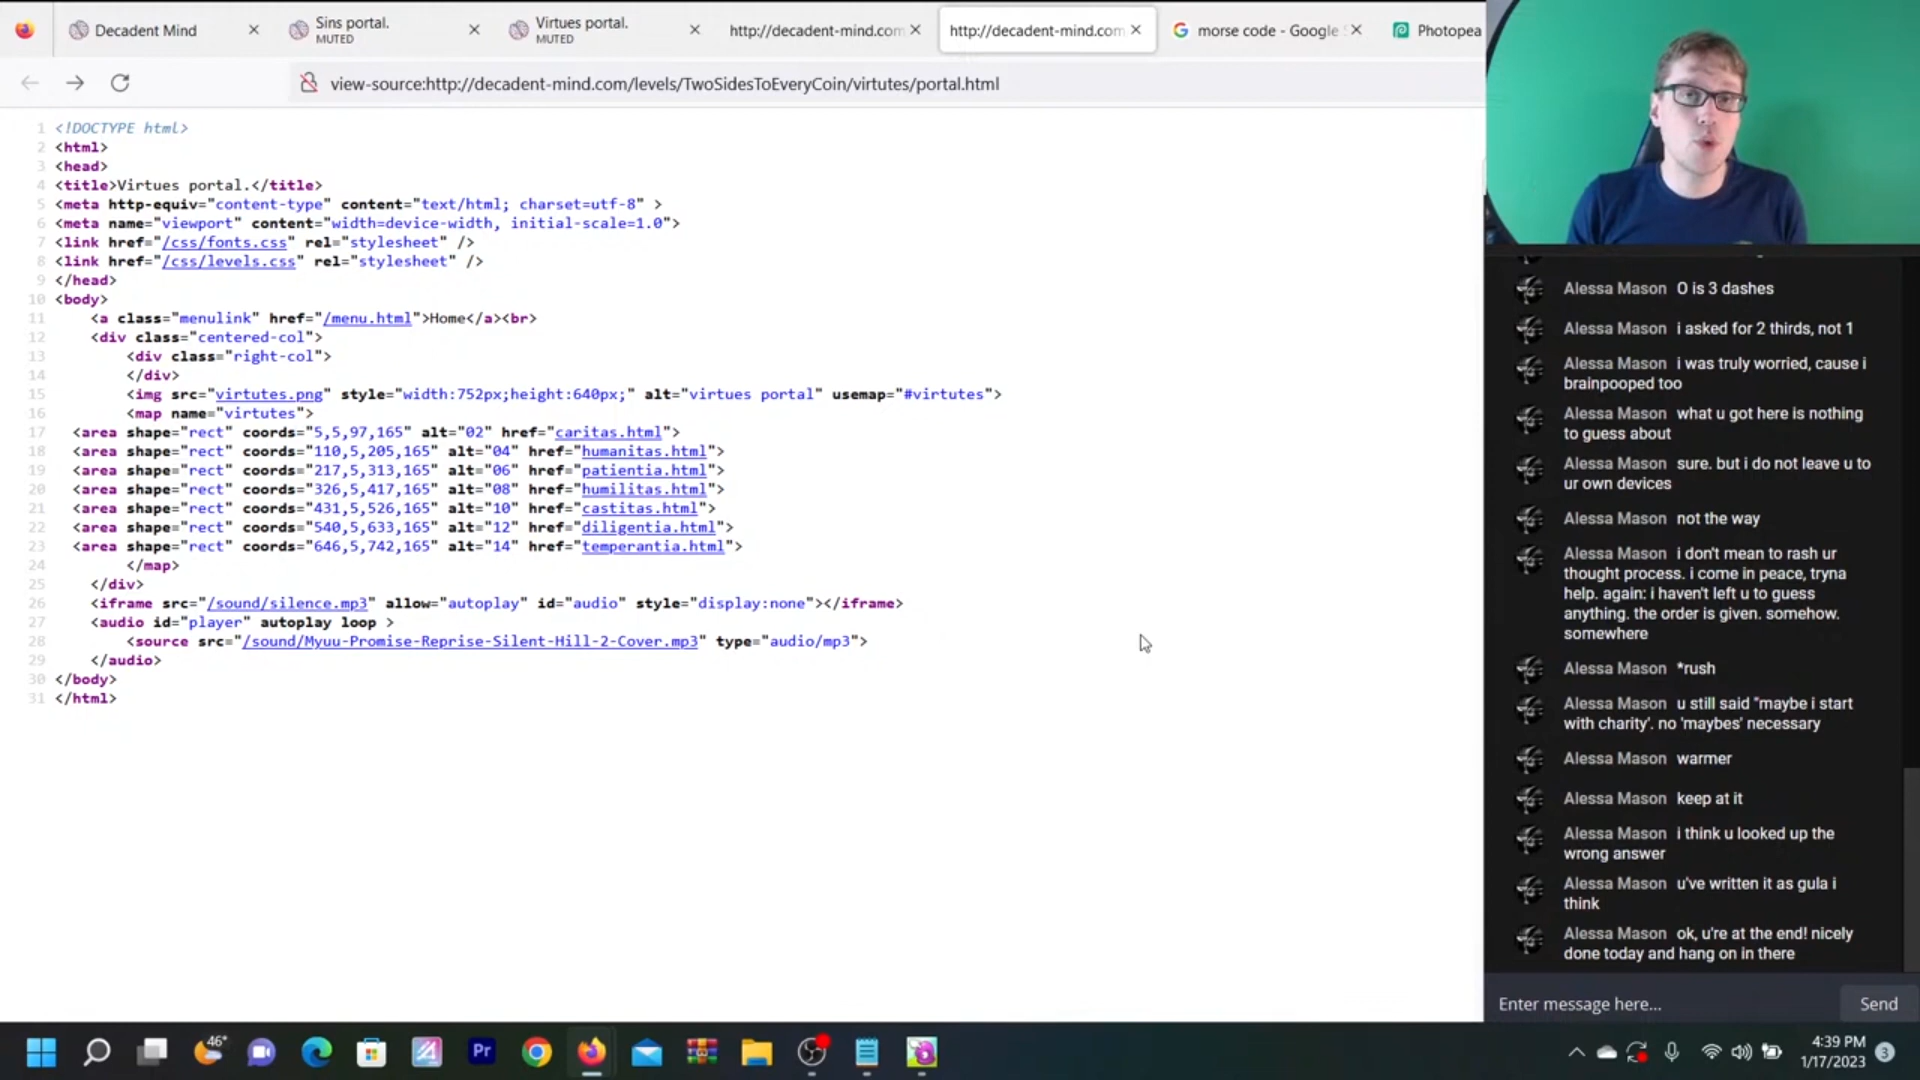 Decadent Mind
Sins portal.
MUTED
Virtues portal.
MUTED
http://decadent-mind.com
http://decadent-mind.com
morse code - Google
Photopea
view-source:http://decadent-mind.com/levels/TwoSidesToEveryCoin/virtutes/portal.html
1 <!DOCTYPE html>
2 <html>
3 <head>
4 <title>Virtues portal.</title>
5 <meta http-equiv="content-type" content="text/html; charset=utf-8" >
6 <meta name="viewport" content="width=device-width, initial-scale=1.0">
7 <link href="/css/fonts.css" rel="stylesheet" />
8 <link href="/css/levels.css" rel="stylesheet" />
9 </head>
10 <body>
11 <a class="menulink" href="/menu.html">Home</a><br>
12 <div class="centered-col">
13 <div class="right-col">
14 </div>
15 <img src="virtutes.png" style="width:752px;height:640px;" alt="virtues portal" usemap="#virtutes">
16 <map name="virtutes">
17 <area shape="rect" coords="5,5,97,165" alt="02" href="caritas.html">
18 <area shape="rect" coords="110,5,205,165" alt="04" href="humanitas.html">
19 <area shape="rect" coords="217,5,313,165" alt="06" href="patientia.html">
20 <area shape="rect" coords="326,5,417,165" alt="08" href="humilitas.html">
21 <area shape="rect" coords="431,5,526,165" alt="10" href="castitas.html">
22 <area shape="rect" coords="540,5,633,165" alt="12" href="diligentia.html">
23 <area shape="rect" coords="646,5,742,165" alt="14" href="temperantia.html">
24 </map>
25 </div>
26 <iframe src="/sound/silence.mp3" allow="autoplay" id="audio" style="display:none"></iframe>
27 <audio id="player" autoplay loop >
28 <source src="/sound/Myuu-Promise-Reprise-Silent-Hill-2-Cover.mp3" type="audio/mp3">
29 </audio>
30 </body>
31 </html>
Alessa Mason O is 3 dashes
Alessa Mason i asked for 2 thirds, not 1
Alessa Mason i was truly worried, cause i
brainpooped too
Alessa Mason what u got here is nothing
to guess about
Alessa Mason sure. but i do not leave u to
ur own devices
Alessa Mason not the way
Alessa Mason i don't mean to rash ur
thought process. i come in peace, tryna
help. again: i haven't left u to guess
anything. the order is given. somehow.
somewhere
Alessa Mason *rush
Alessa Mason u still said "maybe i start
with charity'. no 'maybes' necessary
Alessa Mason warmer
Alessa Mason keep at it
Alessa Mason i think u looked up the
wrong answer
Alessa Mason u've written it as gula i
think
Alessa Mason ok, u're at the end! nicely
done today and hang on in there
Enter message here...
Send
46°
Pr
4:39 PM
1/17/2023
3